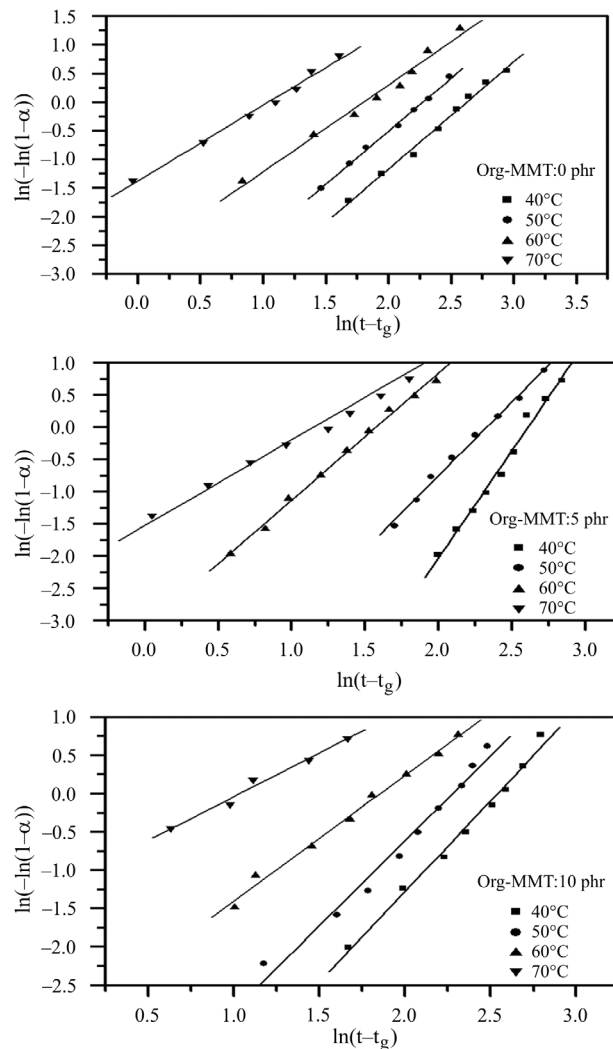 1.5
1.0
0.5
0.0
−0.5
−1.0
−1.5
−2.0
−2.5
−3.0
ln(−ln(1−α))
Org-MMT:0 phr
40°C
50°C
60°C
70°C
0.0 0.5 1.0 1.5 2.0 2.5 3.0 3.5
ln(t−tg)
1.0
0.5
0.0
−0.5
−1.0
−1.5
−2.0
−2.5
−3.0
ln(−ln(1−α))
Org-MMT:5 phr
40°C
50°C
60°C
70°C
0.0 0.5 1.0 1.5 2.0 2.5 3.0
ln(t−tg)
1.0
0.5
0.0
−0.5
−1.0
−1.5
−2.0
−2.5
ln(−ln(1−α))
Org-MMT:10 phr
40°C
50°C
60°C
70°C
0.5 1.0 1.5 2.0 2.5 3.0
ln(t−tg)